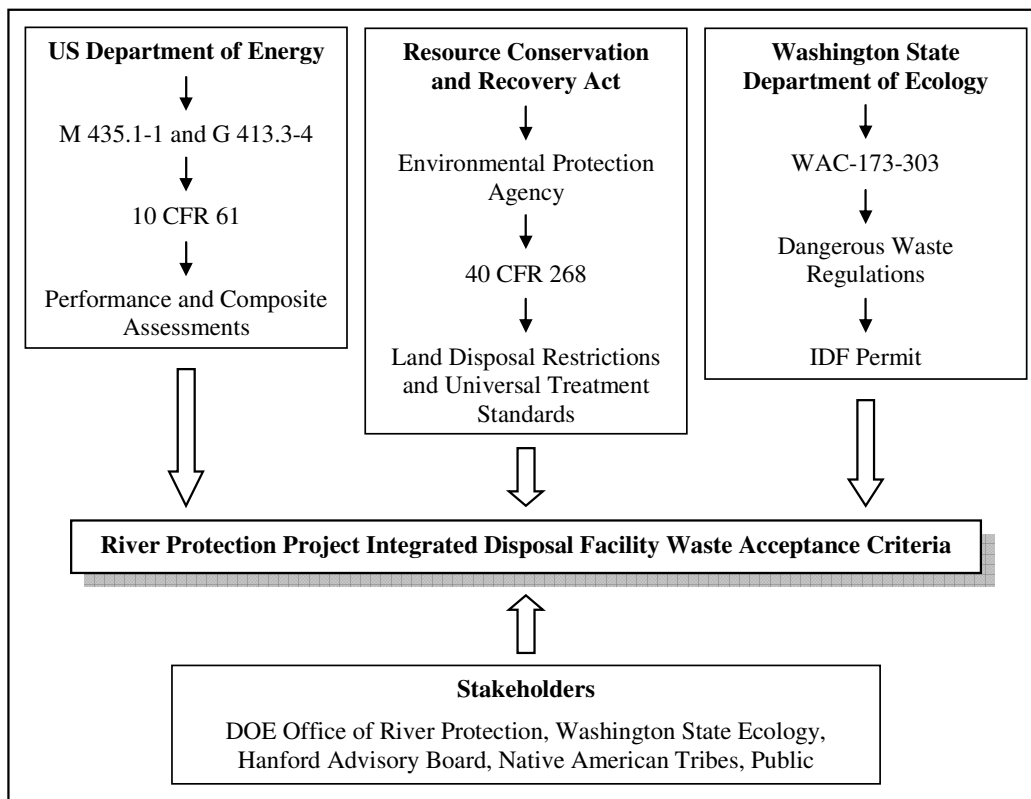 US Department of Energy
M 435.1-1 and G 413.3-4
10 CFR 61
Performance and Composite
Assessments
Resource Conservation
and Recovery Act
Environmental Protection
Agency
40 CFR 268
Land Disposal Restrictions
and Universal Treatment
Standards
Washington State
Department of Ecology
WAC-173-303
Dangerous Waste
Regulations
IDF Permit
River Protection Project Integrated Disposal Facility Waste Acceptance Criteria
Stakeholders
DOE Office of River Protection, Washington State Ecology,
Hanford Advisory Board, Native American Tribes, Public